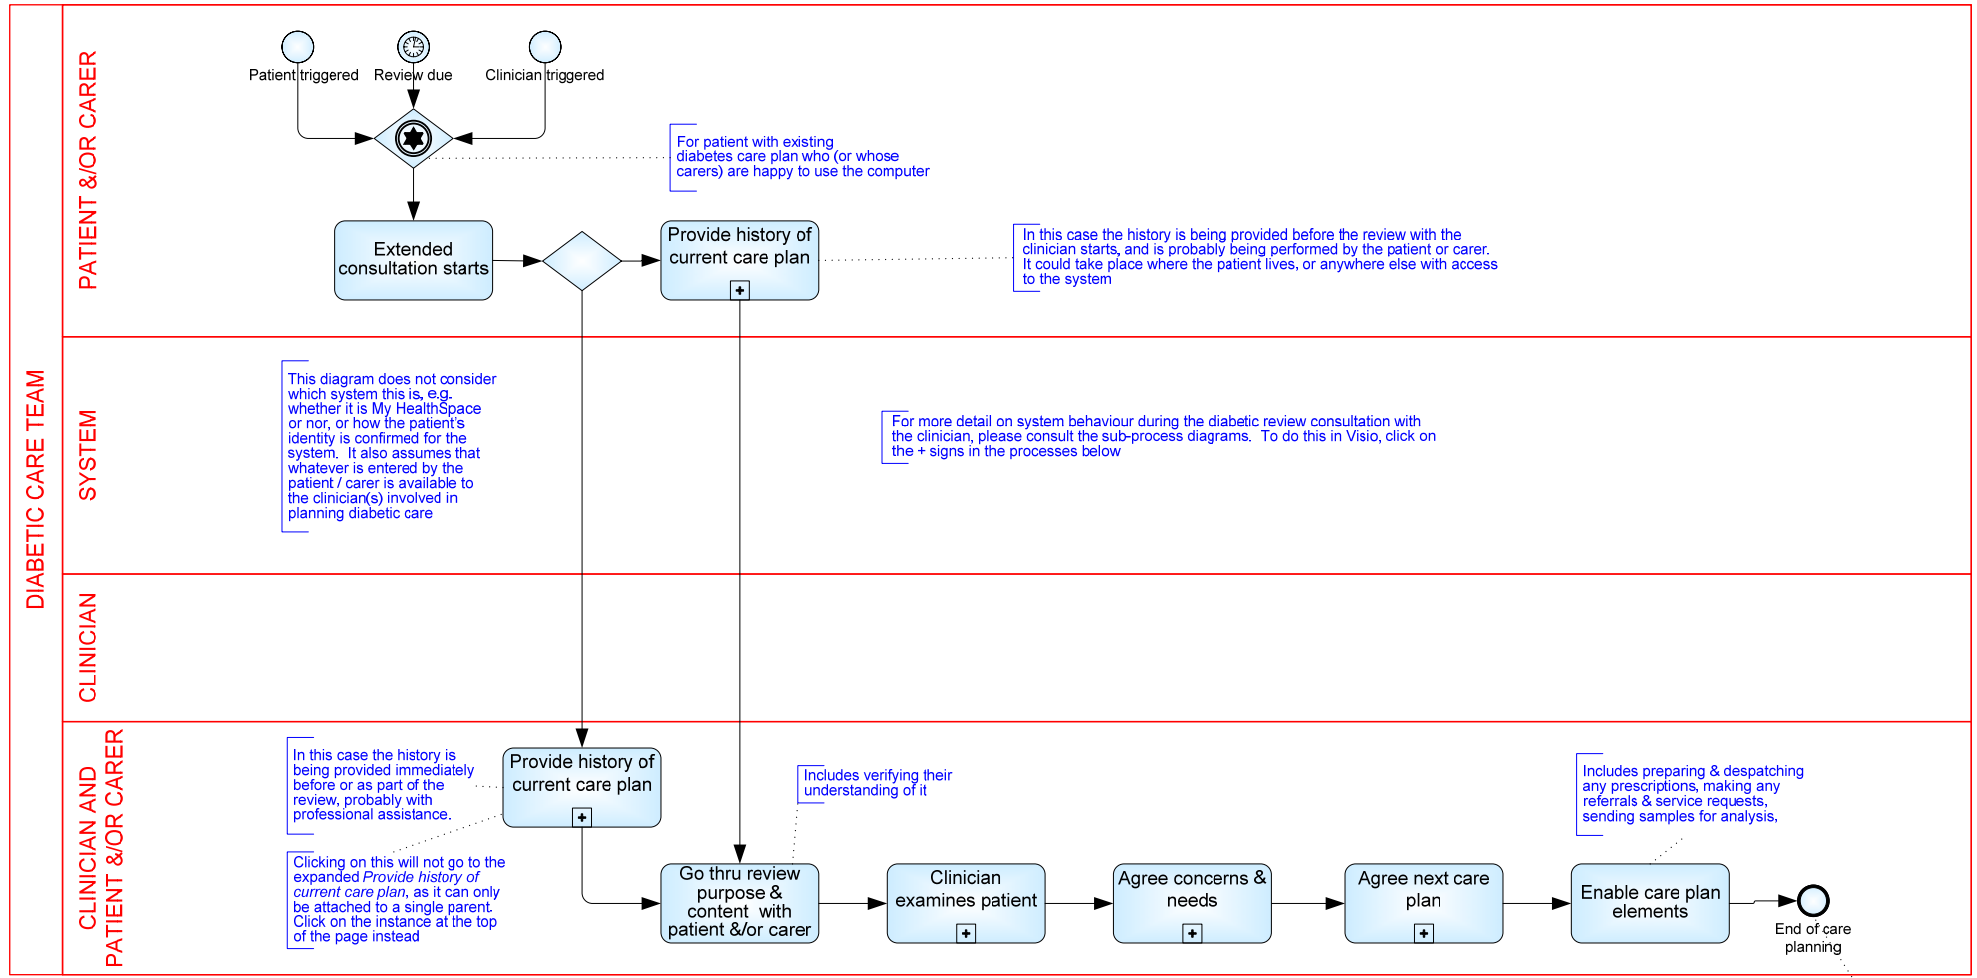 DIABETIC CARE TEAM
PATIENT &/OR CARER
Patient triggered
Review due
Clinician triggered
For patient with existing
diabetes care plan who (or whose
carers) are happy to use the computer
Extended
consultation starts
Provide history of
current care plan
In this case the history is being provided before the review with the
clinician starts, and is probably being performed by the patient or carer.
It could take place where the patient lives, or anywhere else with access
to the system
SYSTEM
This diagram does not consider
which system this is, e.g.
whether it is My HealthSpace
or nor, or how the patient's
identity is confirmed for the
system.  It also assumes that
whatever is entered by the
patient / carer is available to
the clinician(s) involved in
planning diabetic care
For more detail on system behaviour during the diabetic review consultation with
the clinician, please consult the sub-process diagrams.  To do this in Visio, click on
the + signs in the processes below
CLINICIAN
CLINICIAN AND
PATIENT &/OR CARER
In this case the history is
being provided immediately
before or as part of the
review, probably with
professional assistance.
Clicking on this will not go to the
expanded Provide history of
current care plan, as it can only
be attached to a single parent.
Click on the instance at the top
of the page instead
Provide history of
current care plan
Includes verifying their
understanding of it
Go thru review
purpose &
content  with
patient &/or carer
Clinician
examines patient
Agree concerns &
needs
Agree next care
plan
Includes preparing & despatching
any prescriptions, making any
referrals & service requests,
sending samples for analysis,
Enable care plan
elements
End of care
planning